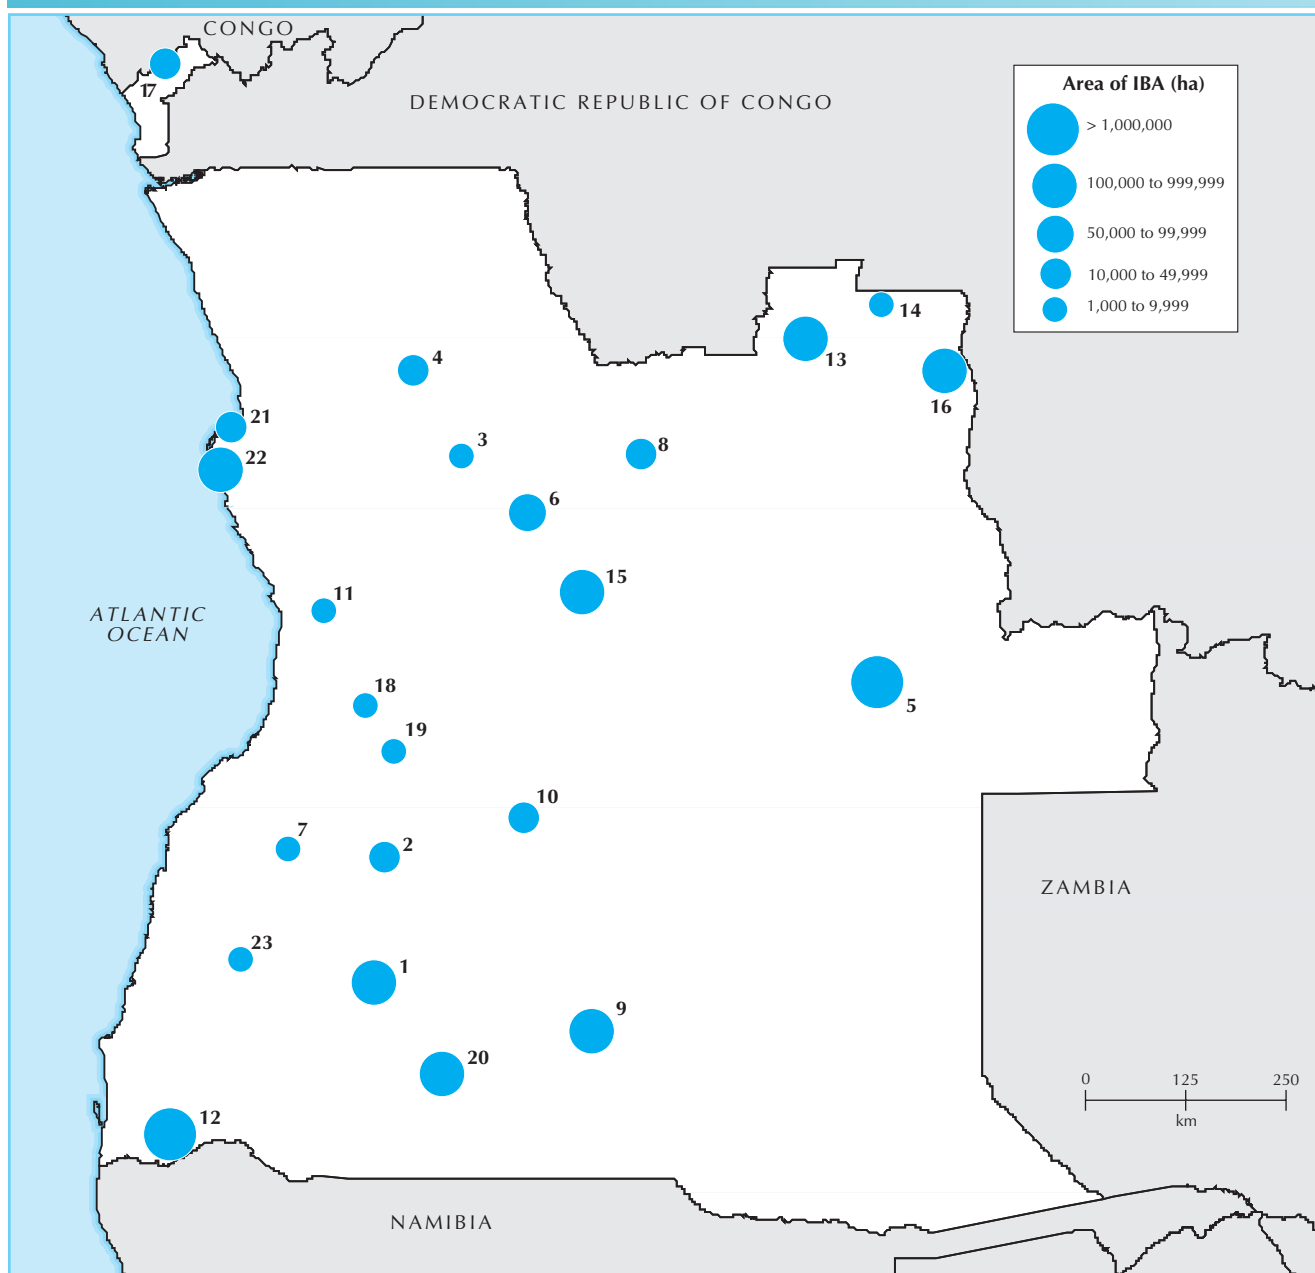 CONGO
17
DEMOCRATIC REPUBLIC OF CONGO
Area of IBA (ha)
> 1,000,000
100,000 to 999,999
50,000 to 99,999
10,000 to 49,999
1,000 to 9,999
14
13
16
4
21
3
8
22
6
15
11
ATLANTIC
OCEAN
18
5
19
10
7
2
ZAMBIA
23
1
9
20
12
0 125 250
km
NAMIBIA